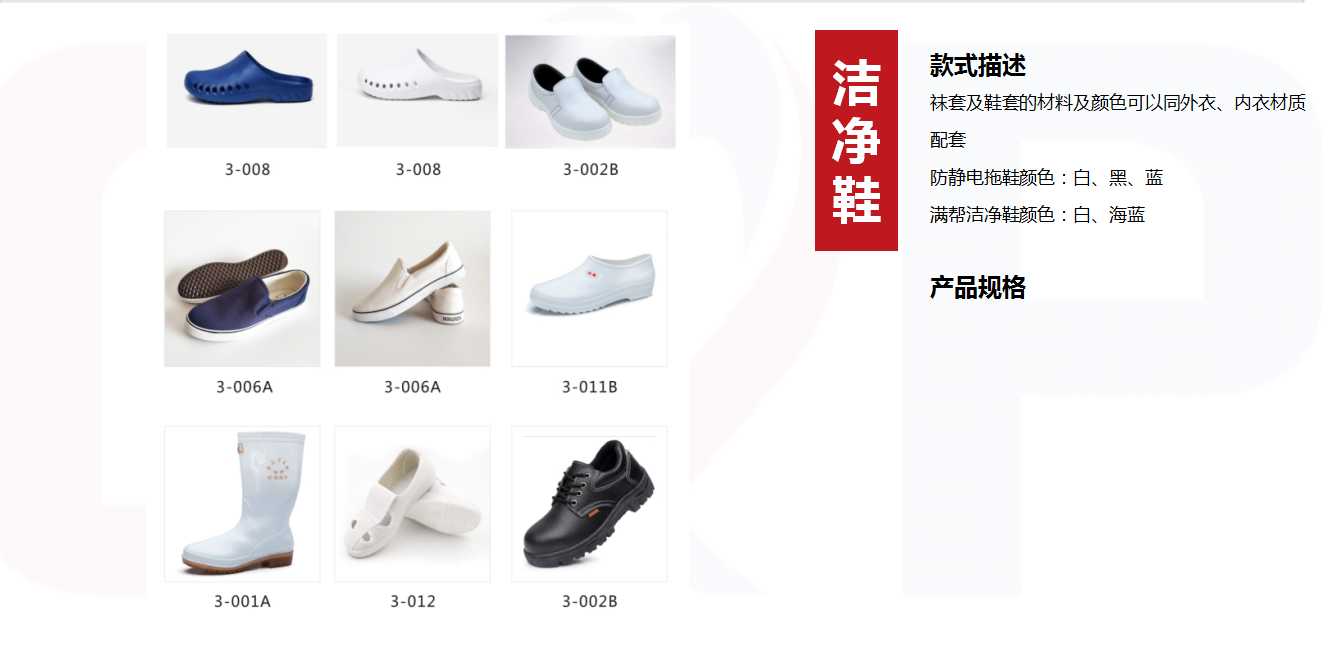 3-008
3-008
3-002B
3-006A
3-006A
3-011B
3-001A
3-012
3-002B
洁净鞋
款式描述
袜套及鞋套的材料及颜色可以同外衣、内衣材质
配套
防静电拖鞋颜色：白、黑、蓝
满帮洁净鞋颜色：白、海蓝
产品规格